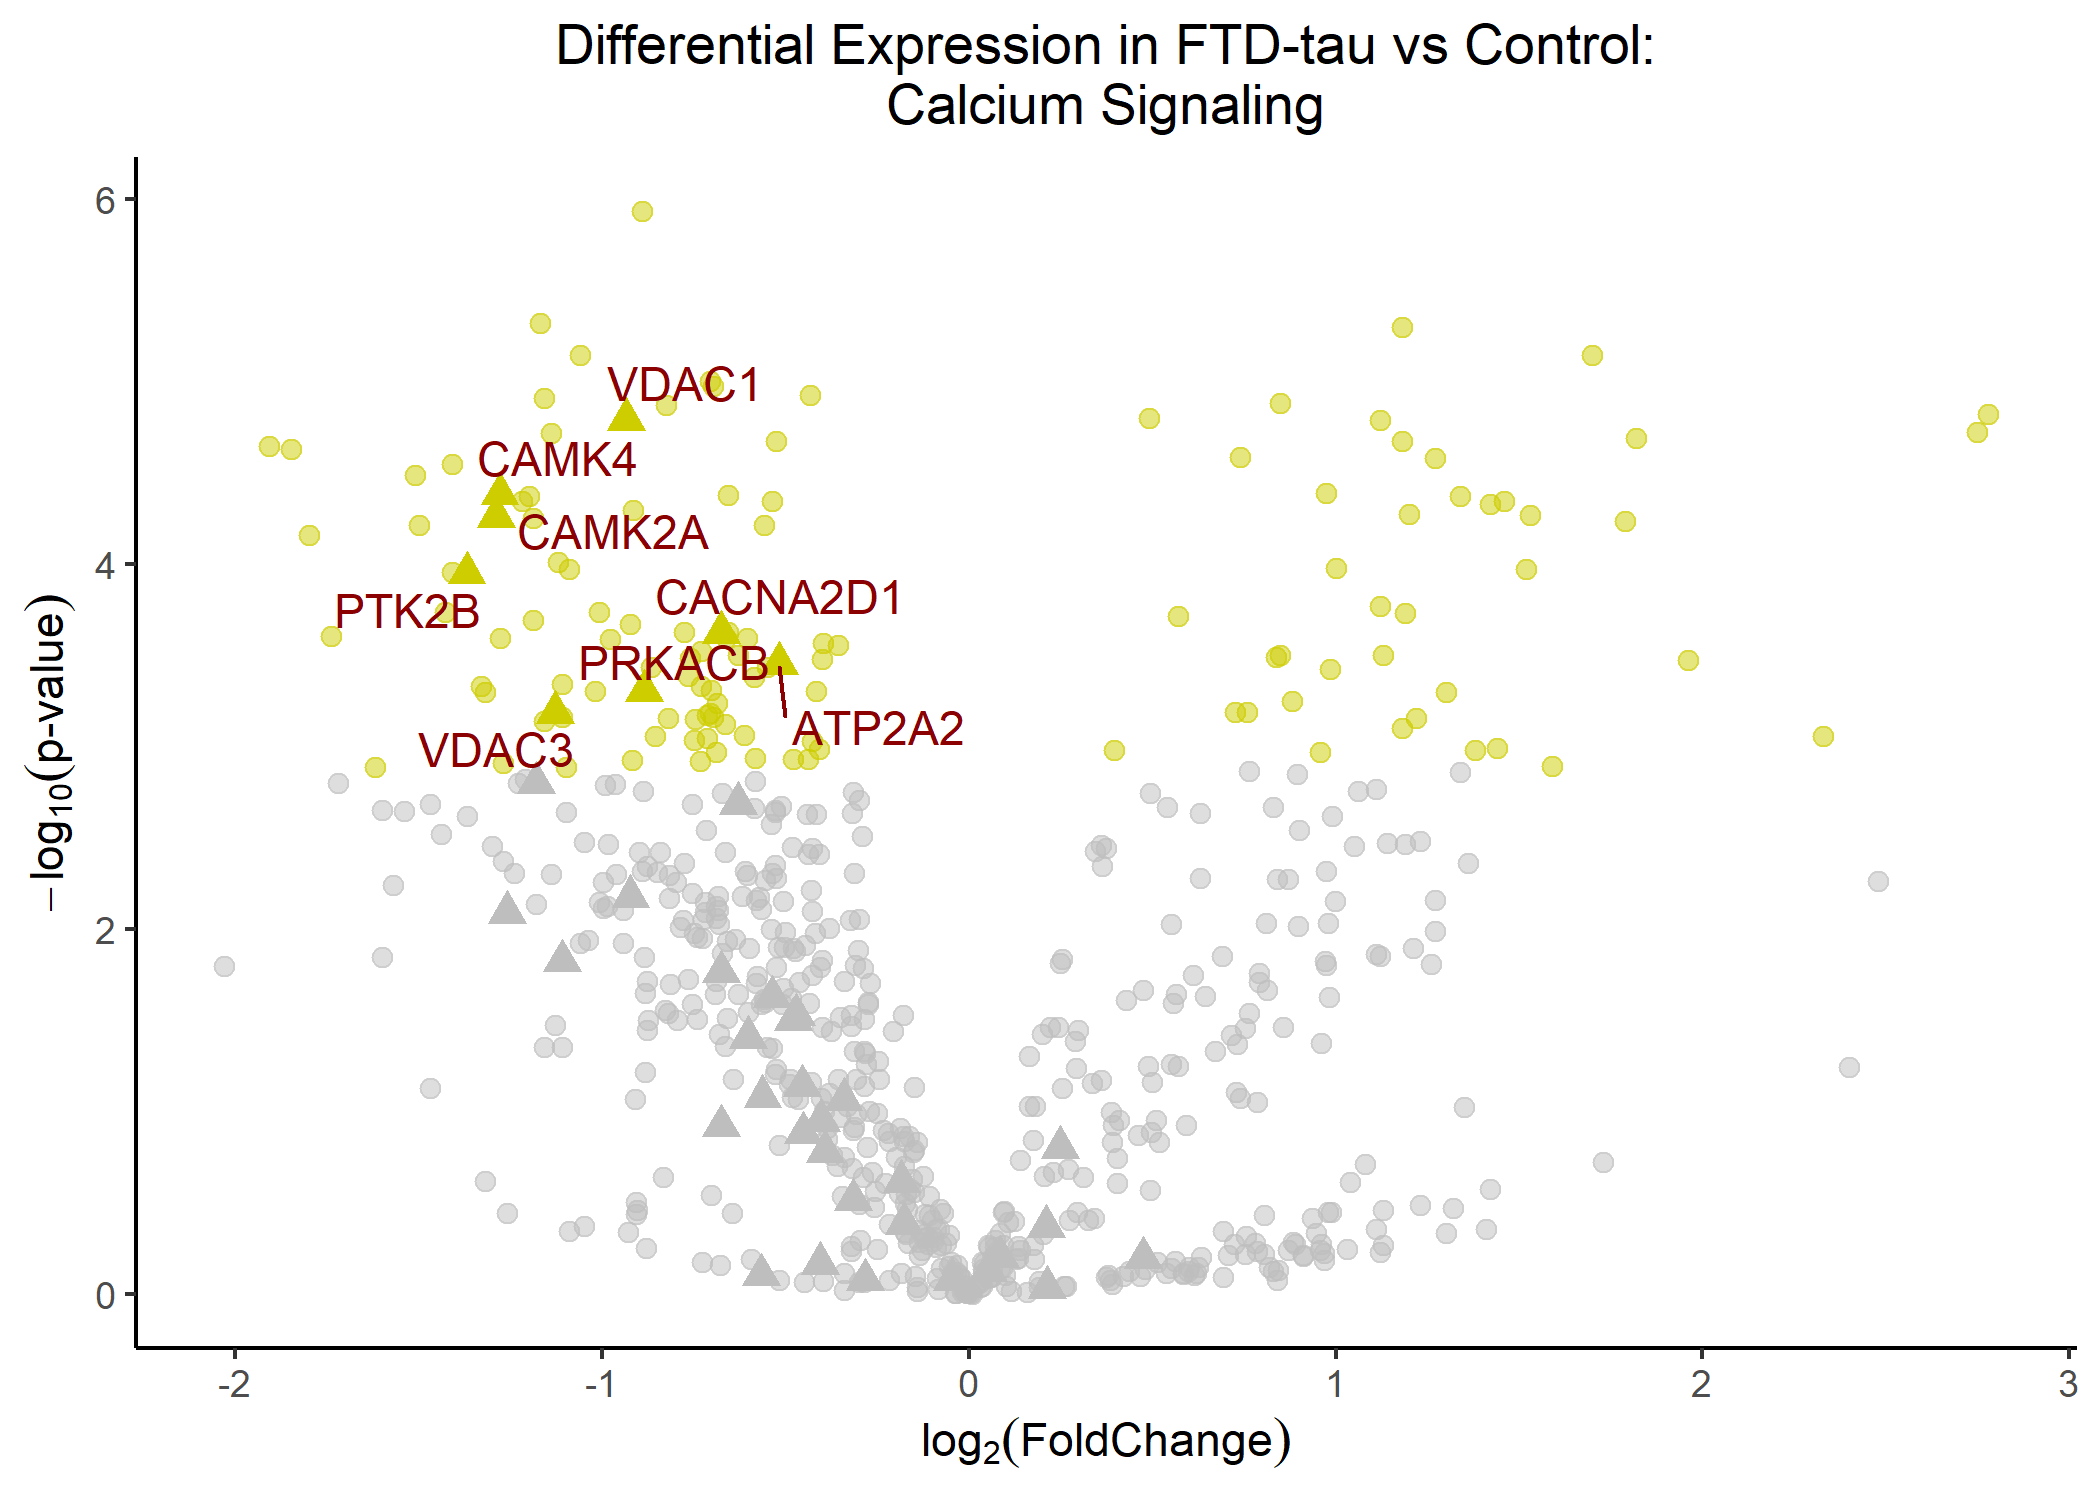 Differential Expression in FTD-tau vs Control:
Calcium Signaling
6
4
2
0
−log10(p-value)
VDAC1
CAMK4
CAMK2A
PTK2B
CACNA2D1
PRKACB
ATP2A2
VDAC3
-2
-1
0
1
2
3
log2(FoldChange)